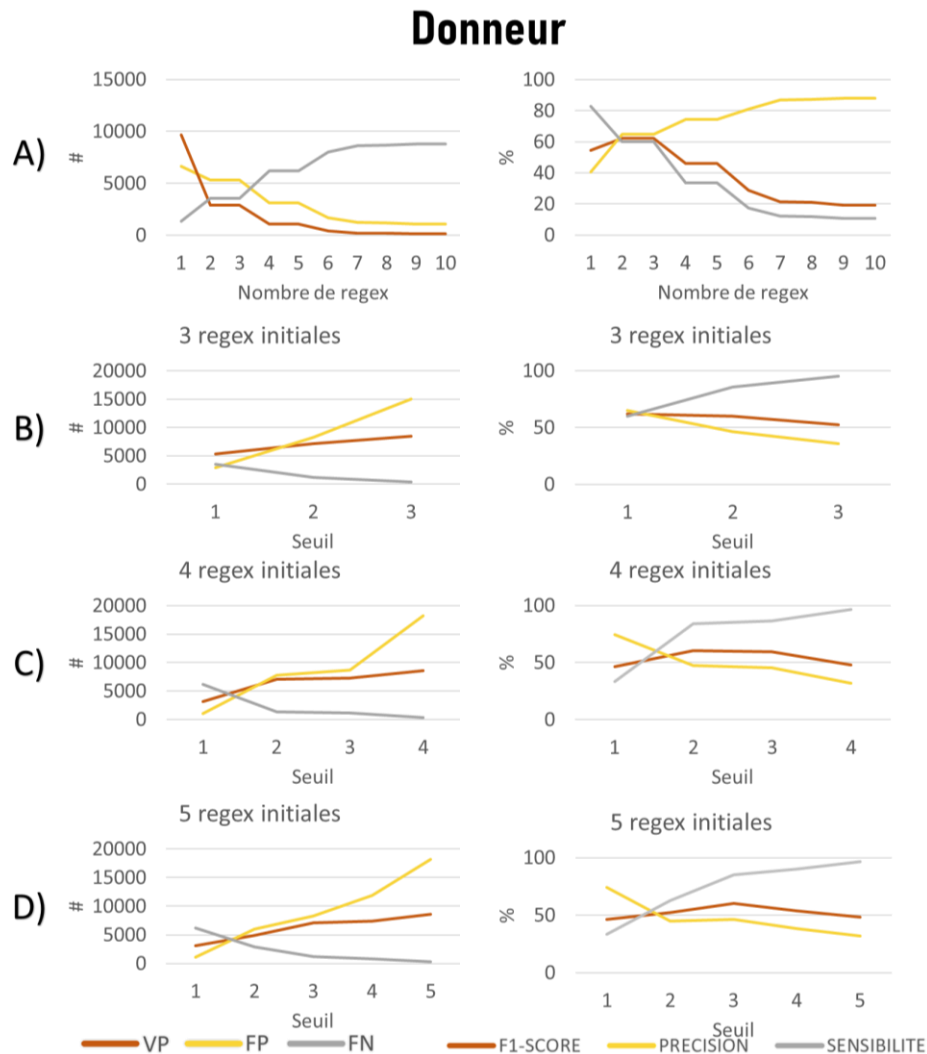 Donneur
A)
#
15000
10000
5000
0
1 2 3 4 5 6 7 8 9 10
Nombre de regex
%
100
80
60
40
20
0
1 2 3 4 5 6 7 8 9 10
Nombre de regex
B)
3 regex initiales
#
20000
15000
10000
5000
0
1 2 3
Seuil
3 regex initiales
%
100
50
0
1 2 3
Seuil
C)
4 regex initiales
#
20000
15000
10000
5000
0
1 2 3 4
Seuil
4 regex initiales
%
100
50
0
1 2 3 4
Seuil
D)
5 regex initiales
#
20000
15000
10000
5000
0
1 2 3 4 5
Seuil
5 regex initiales
%
100
50
0
1 2 3 4 5
Seuil
VP FP FN
F1-SCORE PRECISION SENSIBILITE